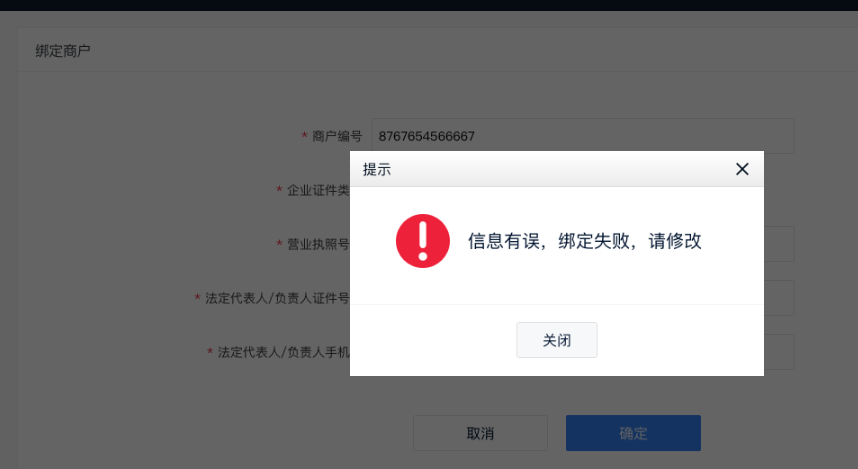 绑定商户
* 商户编号 8767654566667
提示
* 企业证件类
信息有误，绑定失败，请修改
* 营业执照号
* 法定代表人/负责人证件号
关闭
* 法定代表人/负责人手机
取消 确定